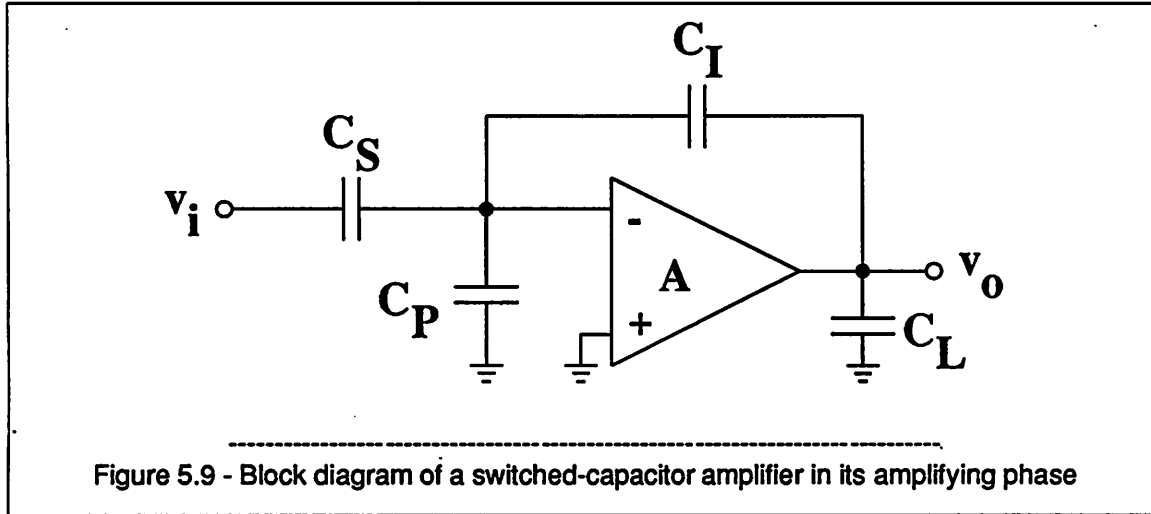 C_I
C_S
v_i
-
A
v_o
C_P
+
C_L
Figure 5.9 - Block diagram of a switched-capacitor amplifier in its amplifying phase